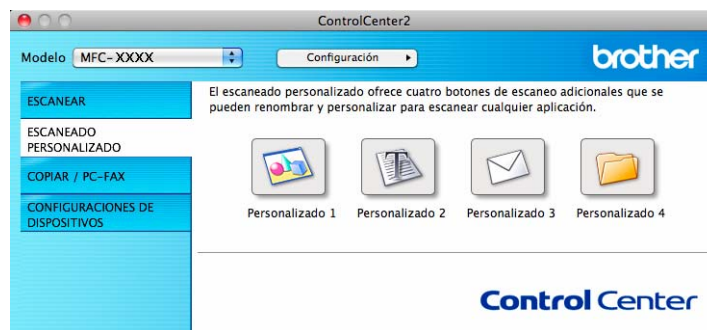 ControlCenter2
Modelo MFC-XXXX Configuración brother
ESCANEAR
ESCANEADO
PERSONALIZADO
COPIAR / PC-FAX
CONFIGURACIONES DE
DISPOSITIVOS
El escaneado personalizado ofrece cuatro botones de escaneo adicionales que se
pueden renombrar y personalizar para escanear cualquier aplicación.
Personalizado 1 Personalizado 2 Personalizado 3 Personalizado 4
Control Center